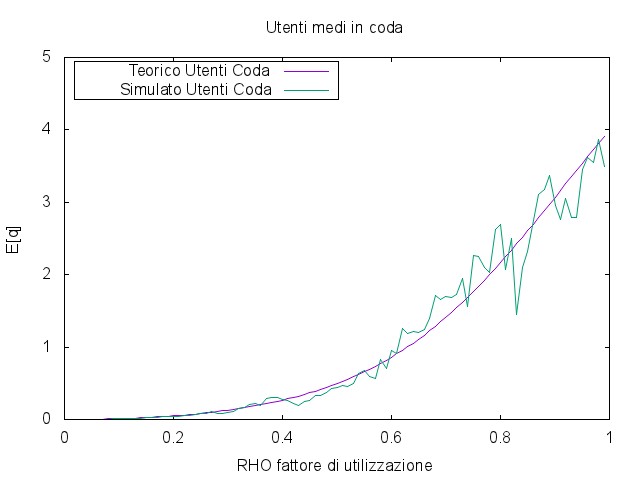 Utenti medi in coda
5
Teorico Utenti Coda
Simulato Utenti Coda
4
3
E[q]
2
1
0
0 0.2 0.4 0.6 0.8 1
RHO fattore di utilizzazione